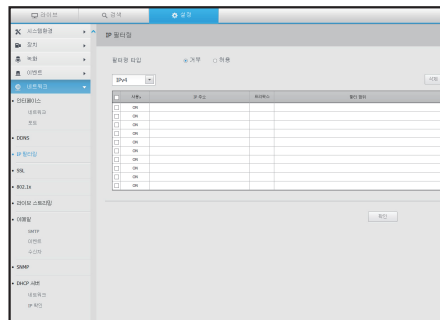 라이브
검색
설정
시스템환경
장치
녹화
이벤트
네트워크
인터페이스
네트워크
포트
DDNS
IP 필터링
SSL
802.1x
라이브 스트리밍
이메일
SMTP
이벤트
수신자
SNMP
DHCP 서버
네트워크
IP 확인
IP 필터링
필터링 타입
거부
허용
IPv4
삭제
사용
IP 주소
프리픽스
필터 범위
ON
ON
ON
ON
ON
ON
ON
ON
ON
ON
확인